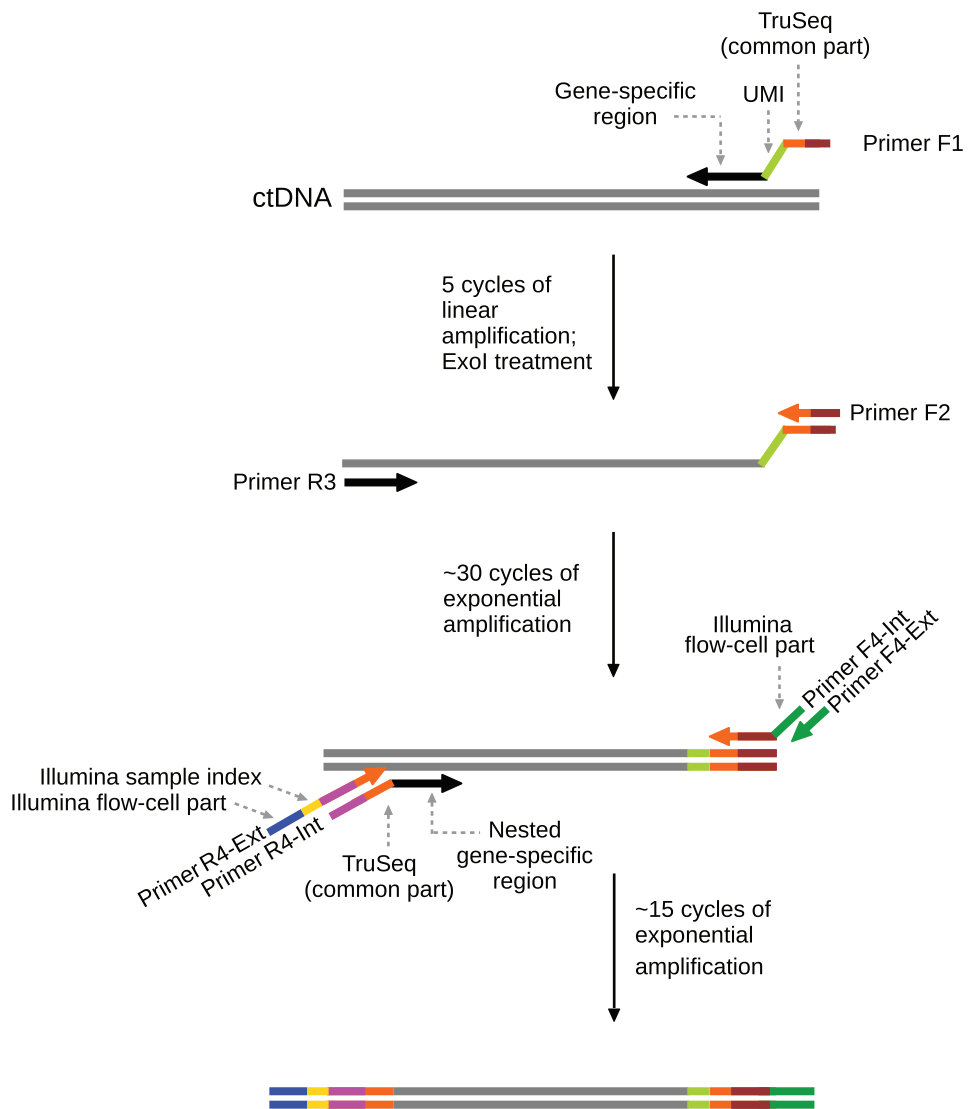 TruSeq
(common part)
Gene-specific
region
UMI
Primer F1
ctDNA
5 cycles of
linear
amplification;
ExoI treatment
Primer F2
Primer R3
~30 cycles of
exponential
amplification
Illumina
flow-cell part
Primer F4-Int
Primer F4-Ext
Illumina sample index
Illumina flow-cell part
Primer R4-Ext
Primer R4-Int
TruSeq
(common part)
Nested
gene-specific
region
~15 cycles of
exponential
amplification